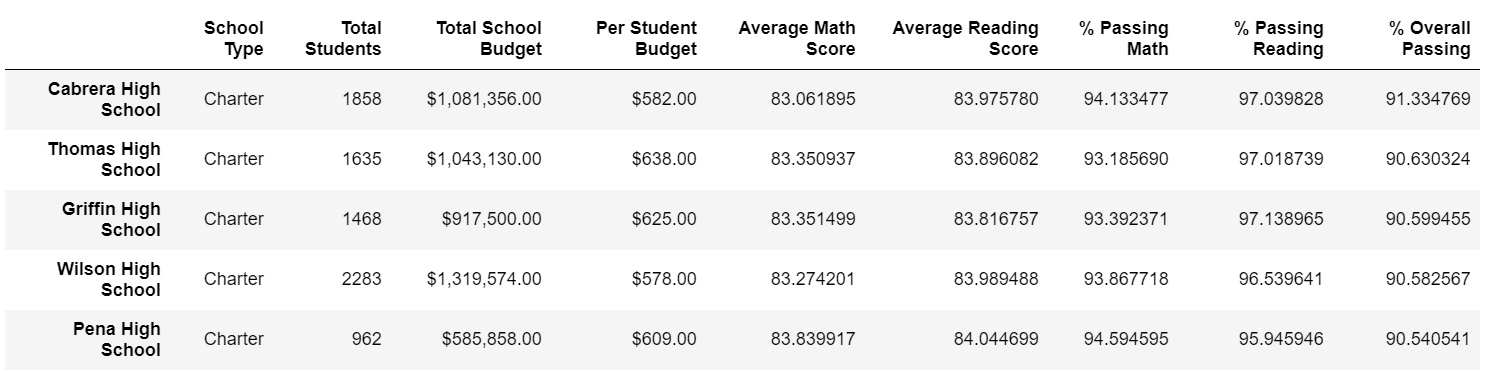 School Total Total School Per Student Average Math Average Reading % Passing % Passing % Overall
Type Students Budget Budget Score Score Math Reading Passing
Cabrera High
School Charter 1858 $1,081,356.00 $582.00 83.061895 83.975780 94.133477 97.039828 91.334769
Thomas High
School Charter 1635 $1,043,130.00 $638.00 83.350937 83.896082 93.185690 97.018739 90.630324
Griffin High
School Charter 1468 $917,500.00 $625.00 83.351499 83.816757 93.392371 97.138965 90.599455
Wilson High
School Charter 2283 $1,319,574.00 $578.00 83.274201 83.989488 93.867718 96.539641 90.582567
Pena High
School Charter 962 $585,858.00 $609.00 83.839917 84.044699 94.594595 95.945946 90.540541